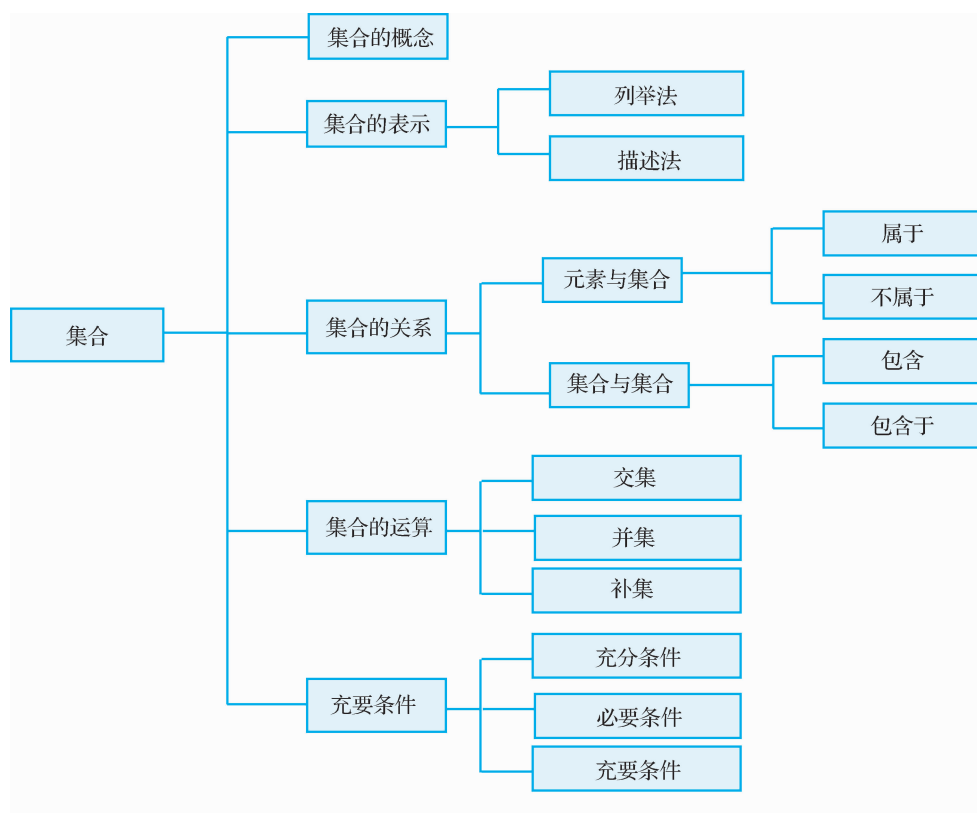 集合
集合的概念
集合的表示
列举法
描述法
集合的关系
元素与集合
属于
不属于
集合与集合
包含
包含于
集合的运算
交集
并集
补集
充要条件
充分条件
必要条件
充要条件